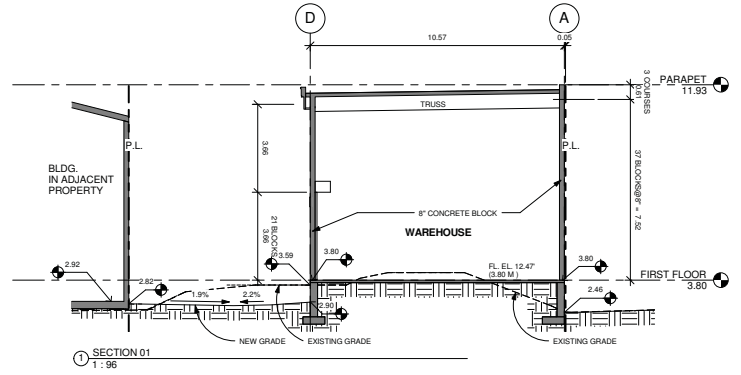 D
A
10.57
0.05
PARAPET
11.93
3 COURSES
0.61
TRUSS
P.L.
P.L.
BLDG.
IN ADJACENT
PROPERTY
3.66
37 BLOCKS@8" = 7.52
8" CONCRETE BLOCK
WAREHOUSE
21 BLOCKS
3.66
3.59
3.80
FL. EL. 12.47'
(3.80 M )
3.80
2.92
FIRST FLOOR
3.80
2.82
1.9%
2.2%
2.46
2.90
NEW GRADE
EXISTING GRADE
EXISTING GRADE
1
SECTION 01
1 : 96